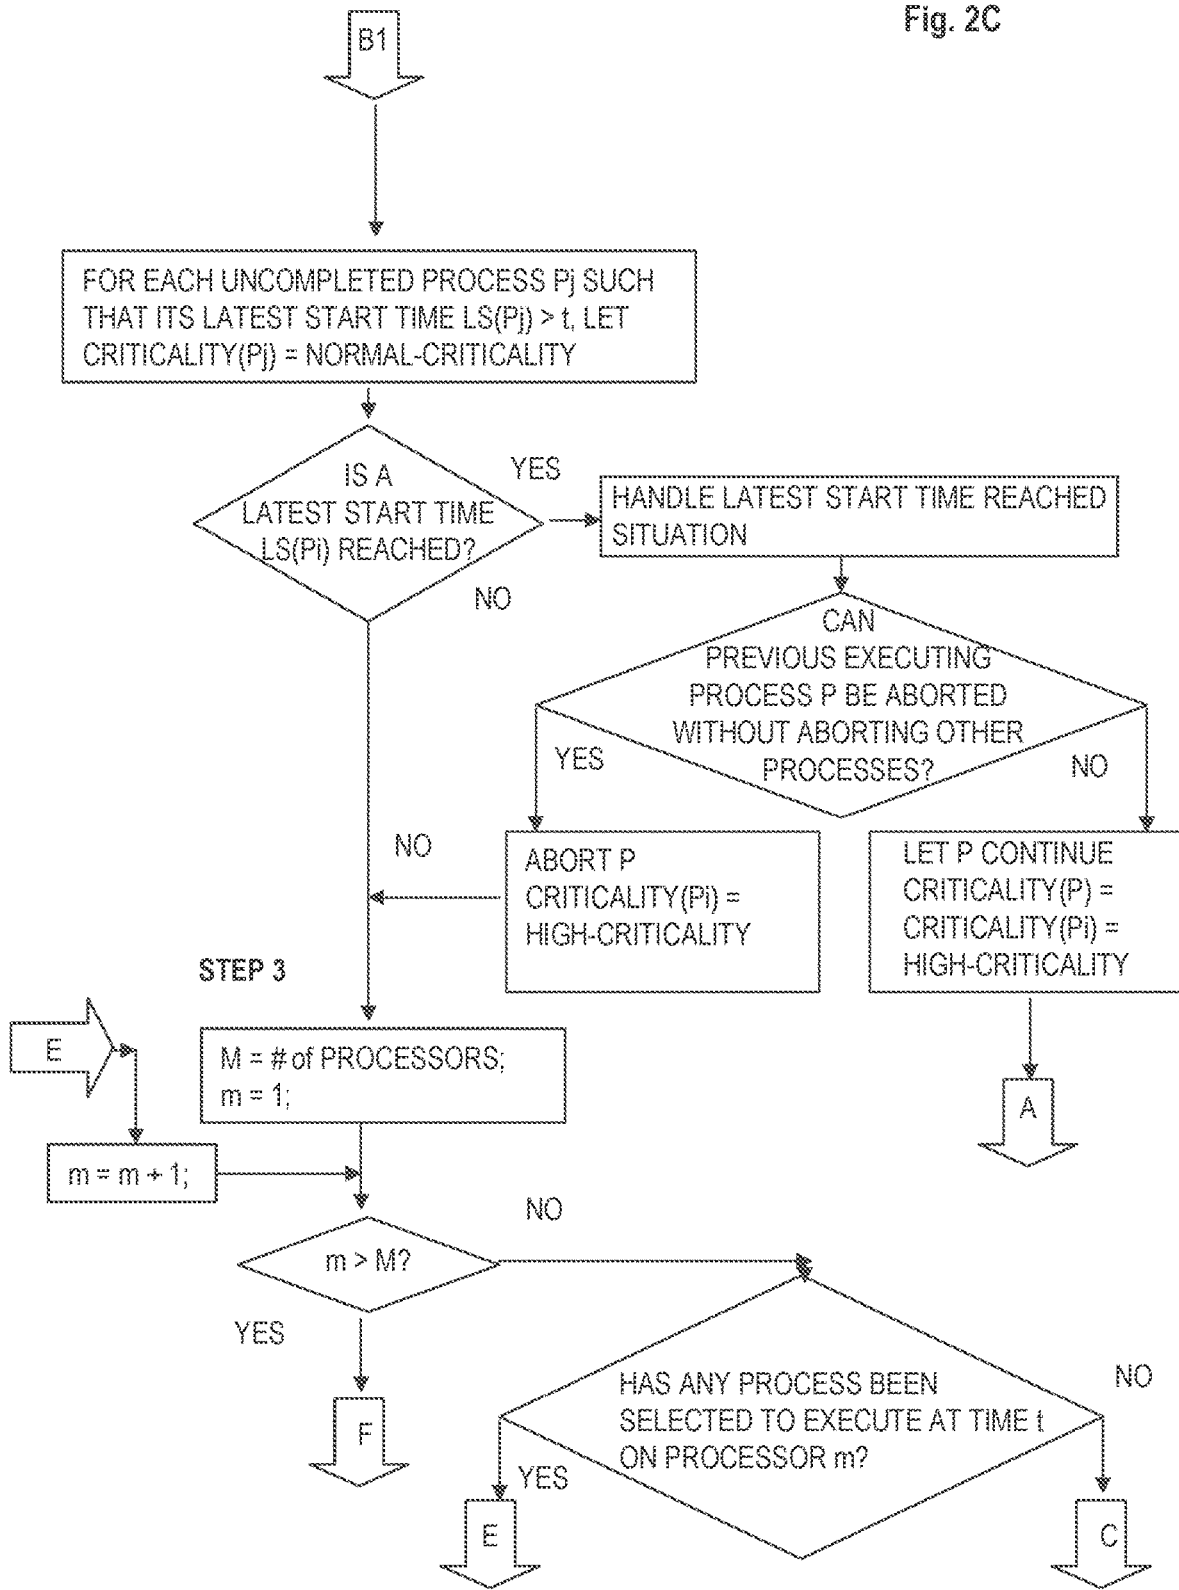 Fig. 2C
B1
FOR EACH UNCOMPLETED PROCESS Pj SUCH
THAT ITS LATEST START TIME LS(Pj) > t, LET
CRITICALITY(Pj) = NORMAL-CRITICALITY
IS A
LATEST START TIME
LS(Pi) REACHED?
YES
NO
HANDLE LATEST START TIME REACHED
SITUATION
CAN
PREVIOUS EXECUTING
PROCESS P BE ABORTED
WITHOUT ABORTING OTHER
PROCESSES?
YES
NO
NO
ABORT P
CRITICALITY(Pi) =
HIGH-CRITICALITY
LET P CONTINUE
CRITICALITY(P) =
CRITICALITY(Pi) =
HIGH-CRITICALITY
STEP 3
E
M = # of PROCESSORS;
m = 1;
A
m = m + 1;
NO
m > M?
YES
F
HAS ANY PROCESS BEEN
SELECTED TO EXECUTE AT TIME t
ON PROCESSOR m?
NO
YES
E
C